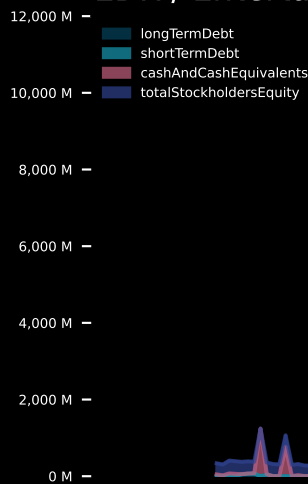 12,000 M
longTermDebt
shortTermDebt
10,000 M
cashAndCashEquivalents
totalStockholdersEquity
8,000 M
6,000 M
4,000 M
2,000 M
0 M